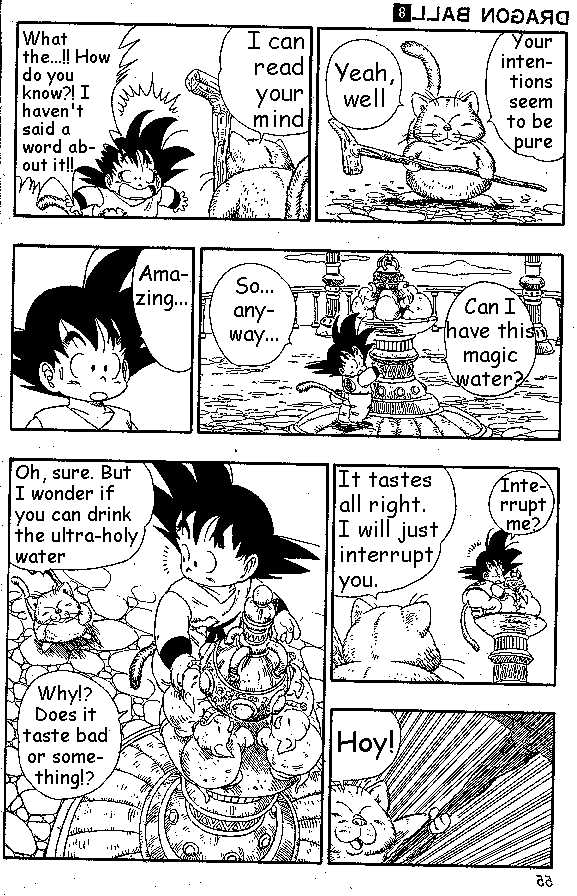 DRAGON BALL 8
What
the...!! How
do you
know?! I
haven't
said a
word ab-
out it!!
I can
read
your
mind
Yeah,
well
Your
inten-
tions
seem
to be
pure
Ama-
zing...
So...
any-
way...
Can I
have this
magic
water?
Oh, sure. But
I wonder if
you can drink
the ultra-holy
water
Why!?
Does it
taste bad
or some-
thing!?
It tastes
all right.
I will just
interrupt
you.
Inte-
rrupt
me?
Hoy!
55